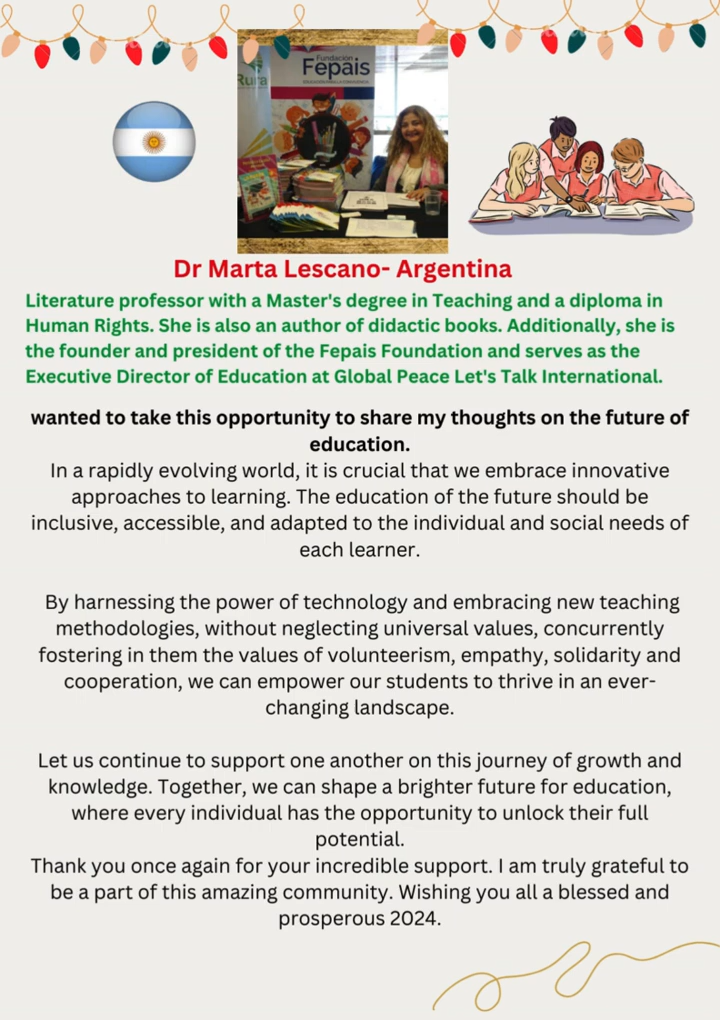 Fundación
Fepais
EDUCACIÓN PARA LA CONVIVENCIA
Rura
Dr Marta Lescano- Argentina
Literature professor with a Master's degree in Teaching and a diploma in
Human Rights. She is also an author of didactic books. Additionally, she is
the founder and president of the Fepais Foundation and serves as the
Executive Director of Education at Global Peace Let's Talk International.
wanted to take this opportunity to share my thoughts on the future of
education.
In a rapidly evolving world, it is crucial that we embrace innovative
approaches to learning. The education of the future should be
inclusive, accessible, and adapted to the individual and social needs of
each learner.
By harnessing the power of technology and embracing new teaching
methodologies, without neglecting universal values, concurrently
fostering in them the values of volunteerism, empathy, solidarity and
cooperation, we can empower our students to thrive in an ever-
changing landscape.
Let us continue to support one another on this journey of growth and
knowledge. Together, we can shape a brighter future for education,
where every individual has the opportunity to unlock their full
potential.
Thank you once again for your incredible support. I am truly grateful to
be a part of this amazing community. Wishing you all a blessed and
prosperous 2024.